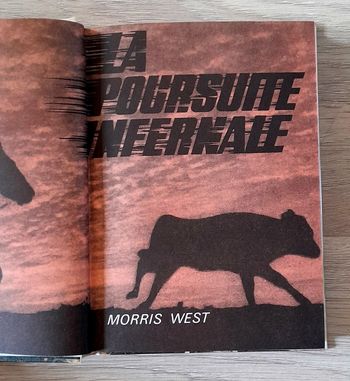 LA
POURSUITE
INFERNALE
MORRIS WEST